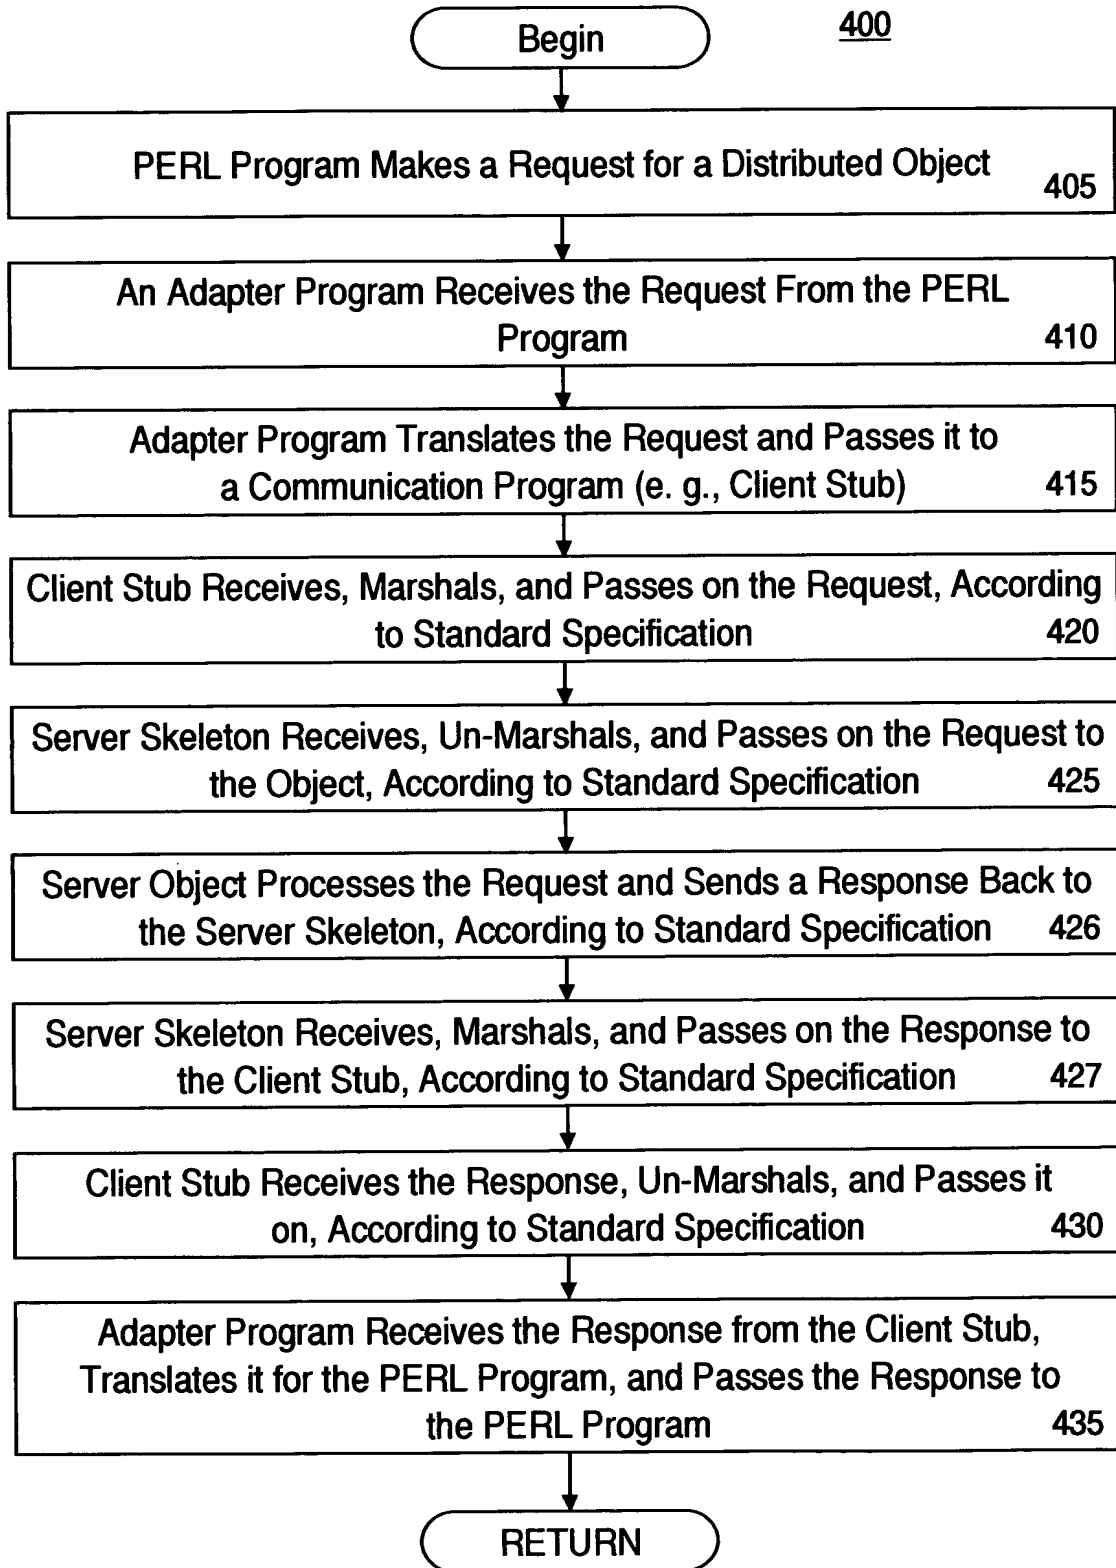 Begin
400
PERL Program Makes a Request for a Distributed Object
405
An Adapter Program Receives the Request From the PERL
Program
410
Adapter Program Translates the Request and Passes it to
a Communication Program (e. g., Client Stub)
415
Client Stub Receives, Marshals, and Passes on the Request, According
to Standard Specification
420
Server Skeleton Receives, Un-Marshals, and Passes on the Request to
the Object, According to Standard Specification
425
Server Object Processes the Request and Sends a Response Back to
the Server Skeleton, According to Standard Specification
426
Server Skeleton Receives, Marshals, and Passes on the Response to
the Client Stub, According to Standard Specification
427
Client Stub Receives the Response, Un-Marshals, and Passes it
on, According to Standard Specification
430
Adapter Program Receives the Response from the Client Stub,
Translates it for the PERL Program, and Passes the Response to
the PERL Program
435
RETURN